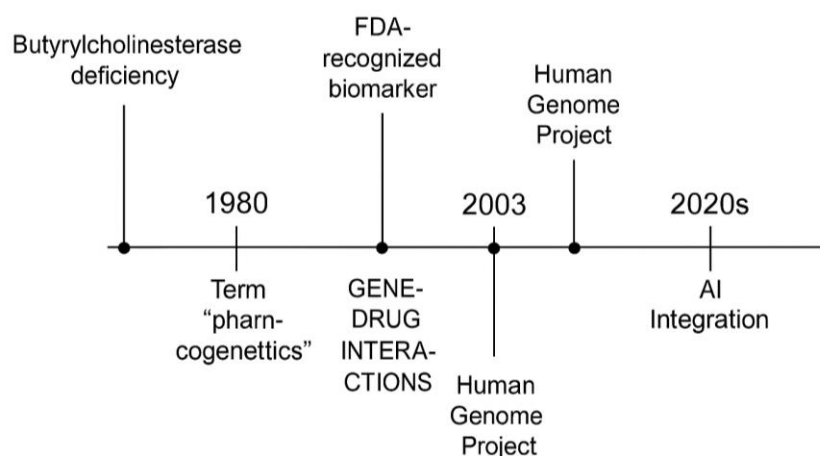 Butyrylcholinesterase
deficiency
FDA-
recognized
biomarker
Human
Genome
Project
1980
2003
2020s
Term
“pharn-
cogenettics”
GENE-
DRUG
INTERA-
CTIONS
Human
Genome
Project
AI
Integration